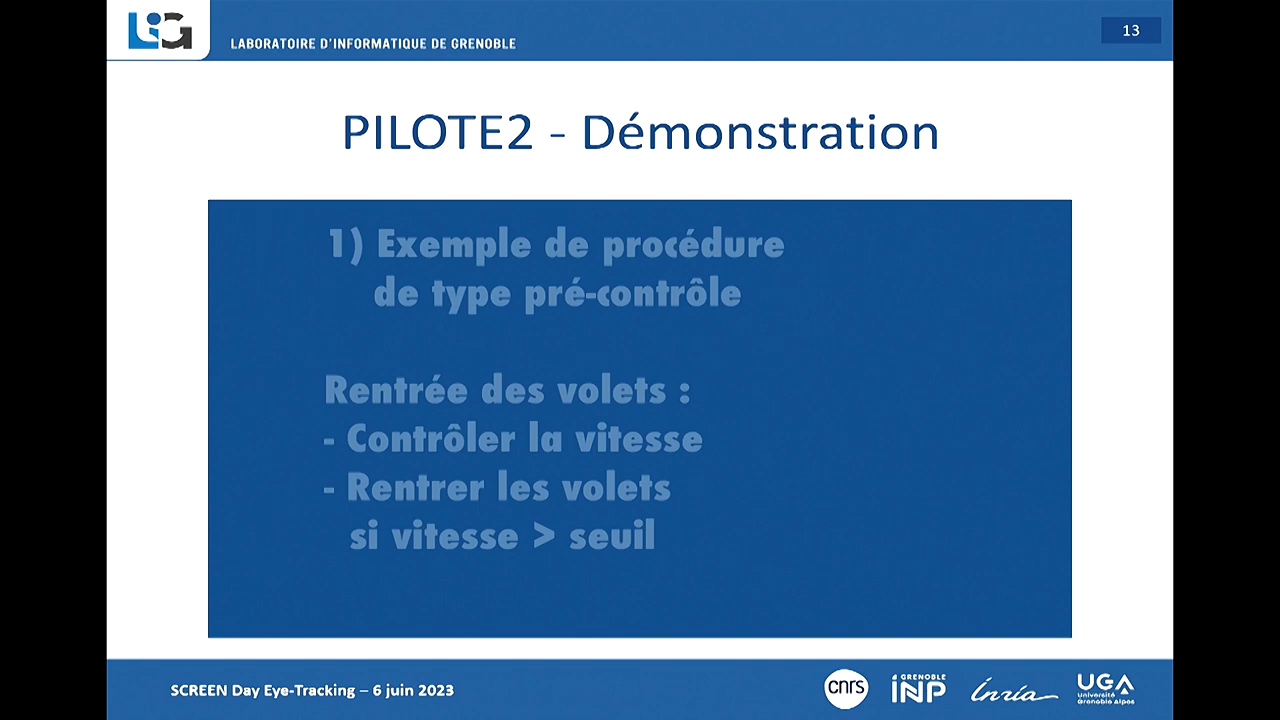 LIG
LABORATOIRE D'INFORMATIQUE DE GRENOBLE
13
PILOTE2 - Démonstration
1) Exemple de procédure
de type pré-contrôle
Rentrée des volets :
- Contrôler la vitesse
- Rentrer les volets
si vitesse > seuil
SCREEN Day Eye-Tracking – 6 juin 2023
cnrs
GRENOBLE
INP
Inria
UGA
Université
Grenoble Alpes